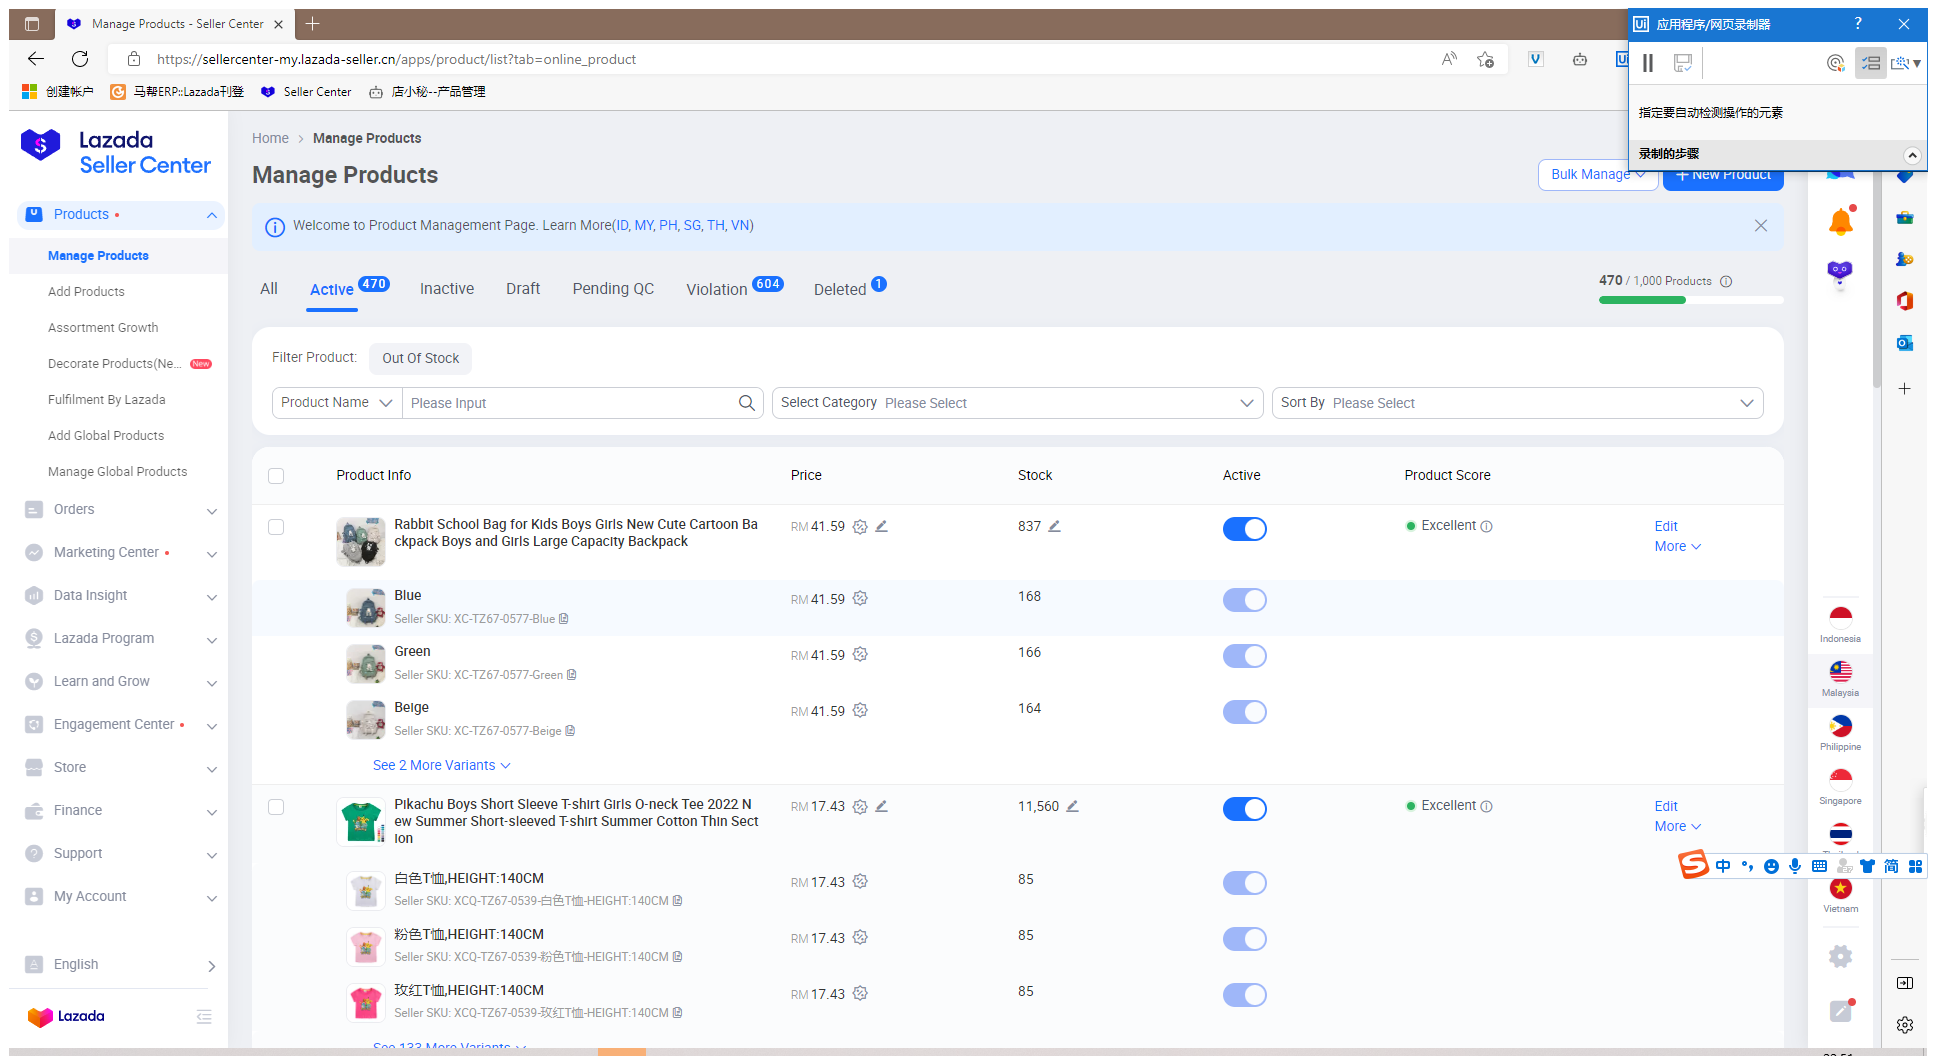 Manage Products - Seller Center
应用程序/网页录制器
?
https://sellercenter-my.lazada-seller.cn/apps/product/list?tab=online_product
创建帐户
马帮ERP::Lazada刊登
Seller Center
店小秘--产品管理
指定要自动检测操作的元素
录制的步骤
Lazada
Seller Center
Home > Manage Products
Manage Products
Bulk Manage
+ New Product
Welcome to Product Management Page. Learn More(ID, MY, PH, SG, TH, VN)
Products
Manage Products
Add Products
Assortment Growth
Decorate Products(Ne... New
Fulfilment By Lazada
Add Global Products
Manage Global Products
Orders
Marketing Center
Data Insight
Lazada Program
Learn and Grow
Engagement Center
Store
Finance
Support
My Account
English
Lazada
All
Active 470
Inactive
Draft
Pending QC
Violation 604
Deleted 1
470 / 1,000 Products
Filter Product: Out Of Stock
Product Name Please Input
Select Category Please Select
Sort By Please Select
Product Info Price Stock Active Product Score
Rabbit School Bag for Kids Boys Girls New Cute Cartoon Ba
ckpack Boys and Girls Large Capacity Backpack
RM 41.59
837
Excellent
Edit
More
Blue
Seller SKU: XC-TZ67-0577-Blue
RM 41.59
168
Green
Seller SKU: XC-TZ67-0577-Green
RM 41.59
166
Beige
Seller SKU: XC-TZ67-0577-Beige
RM 41.59
164
See 2 More Variants
Pikachu Boys Short Sleeve T-shirt Girls O-neck Tee 2022 N
ew Summer Short-sleeved T-shirt Summer Cotton Thin Sect
ion
RM 17.43
11,560
Excellent
Edit
More
白色T恤,HEIGHT:140CM
Seller SKU: XCQ-TZ67-0539-白色T恤-HEIGHT:140CM
RM 17.43
85
粉色T恤,HEIGHT:140CM
Seller SKU: XCQ-TZ67-0539-粉色T恤-HEIGHT:140CM
RM 17.43
85
玫红T恤,HEIGHT:140CM
Seller SKU: XCQ-TZ67-0539-玫红T恤-HEIGHT:140CM
RM 17.43
85
See 133 More Variants
Indonesia
Malaysia
Philippine
Singapore
中 简
Vietnam